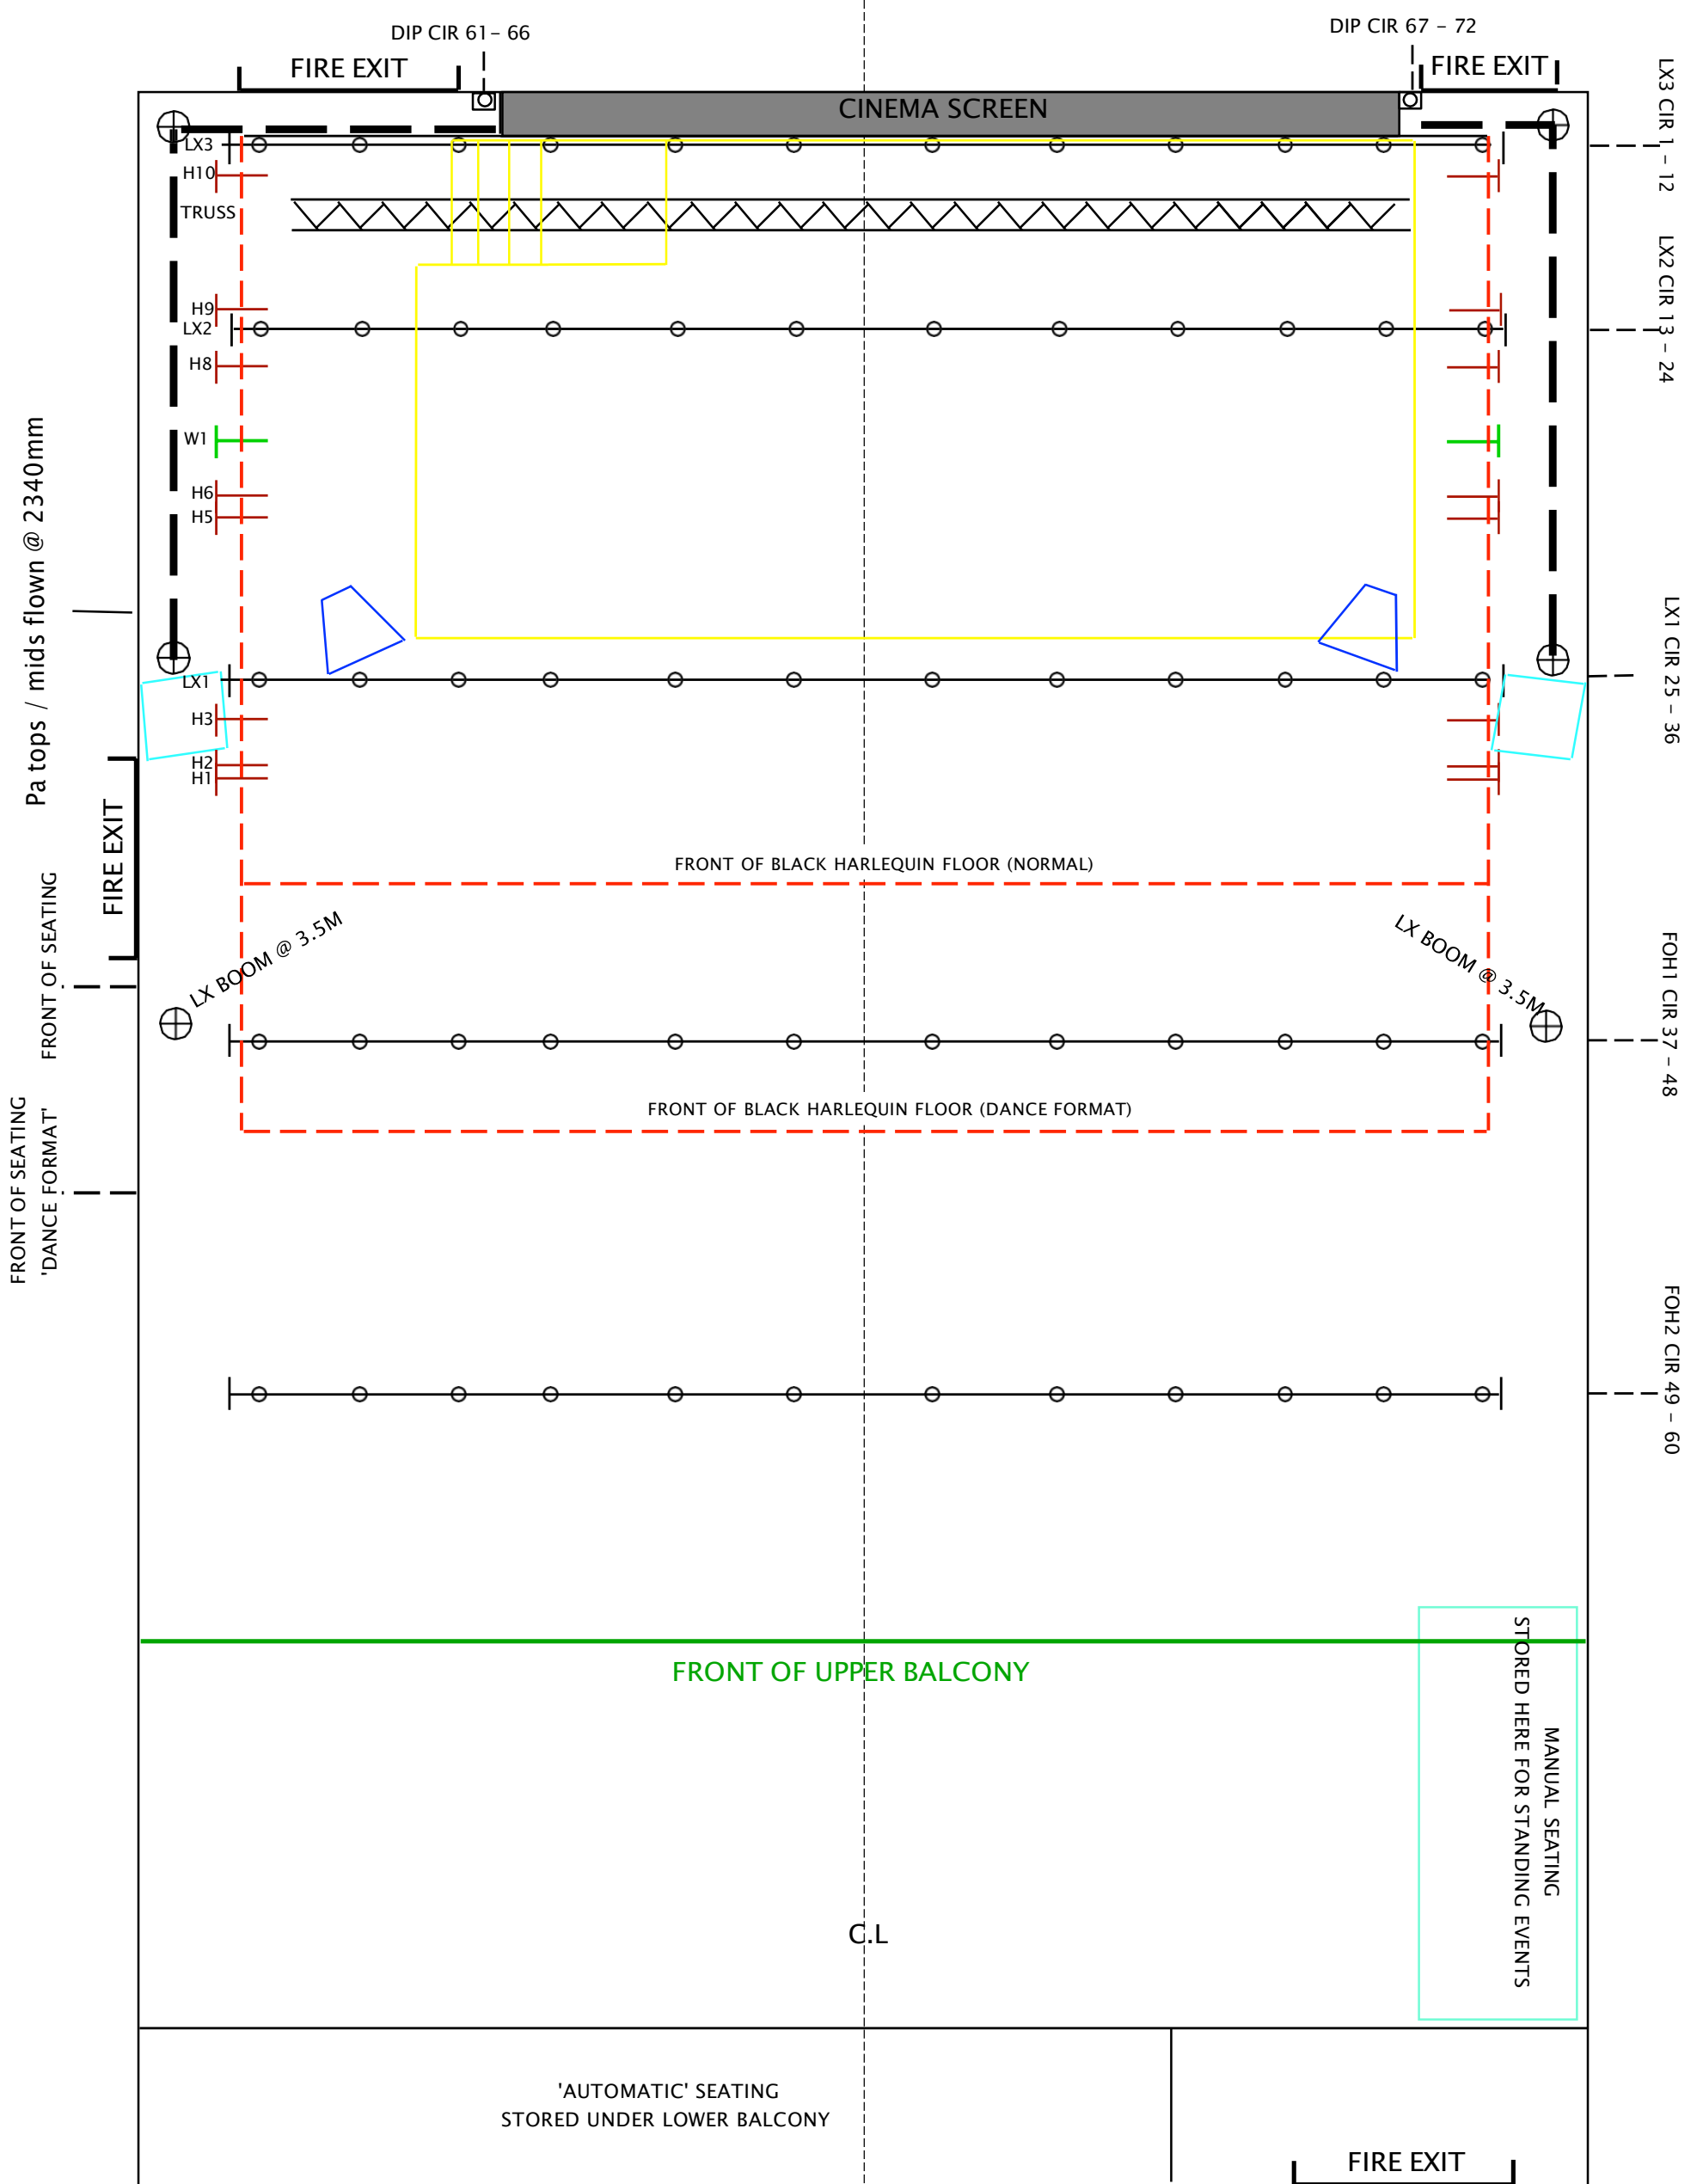 DIP CIR 61- 66
DIP CIR 67 - 72
FIRE EXIT
FIRE EXIT
CINEMA SCREEN
LX3
H10
TRUSS
H9
LX2
H8
W1
H6
H5
LX1
H3
H2
H1
LX3 CIR 1 - 12
LX2 CIR 13 - 24
LX1 CIR 25 - 36
FOH1 CIR 37 - 48
FOH2 CIR 49 - 60
Pa tops / mids flown @ 2340mm
FIRE EXIT
FRONT OF SEATING
FRONT OF SEATING
'DANCE FORMAT'
FRONT OF BLACK HARLEQUIN FLOOR (NORMAL)
LX BOOM @ 3.5M
LX BOOM @ 3.5M
FRONT OF BLACK HARLEQUIN FLOOR (DANCE FORMAT)
FRONT OF UPPER BALCONY
MANUAL SEATING
STORED HERE FOR STANDING EVENTS
C.L
'AUTOMATIC' SEATING
STORED UNDER LOWER BALCONY
FIRE EXIT